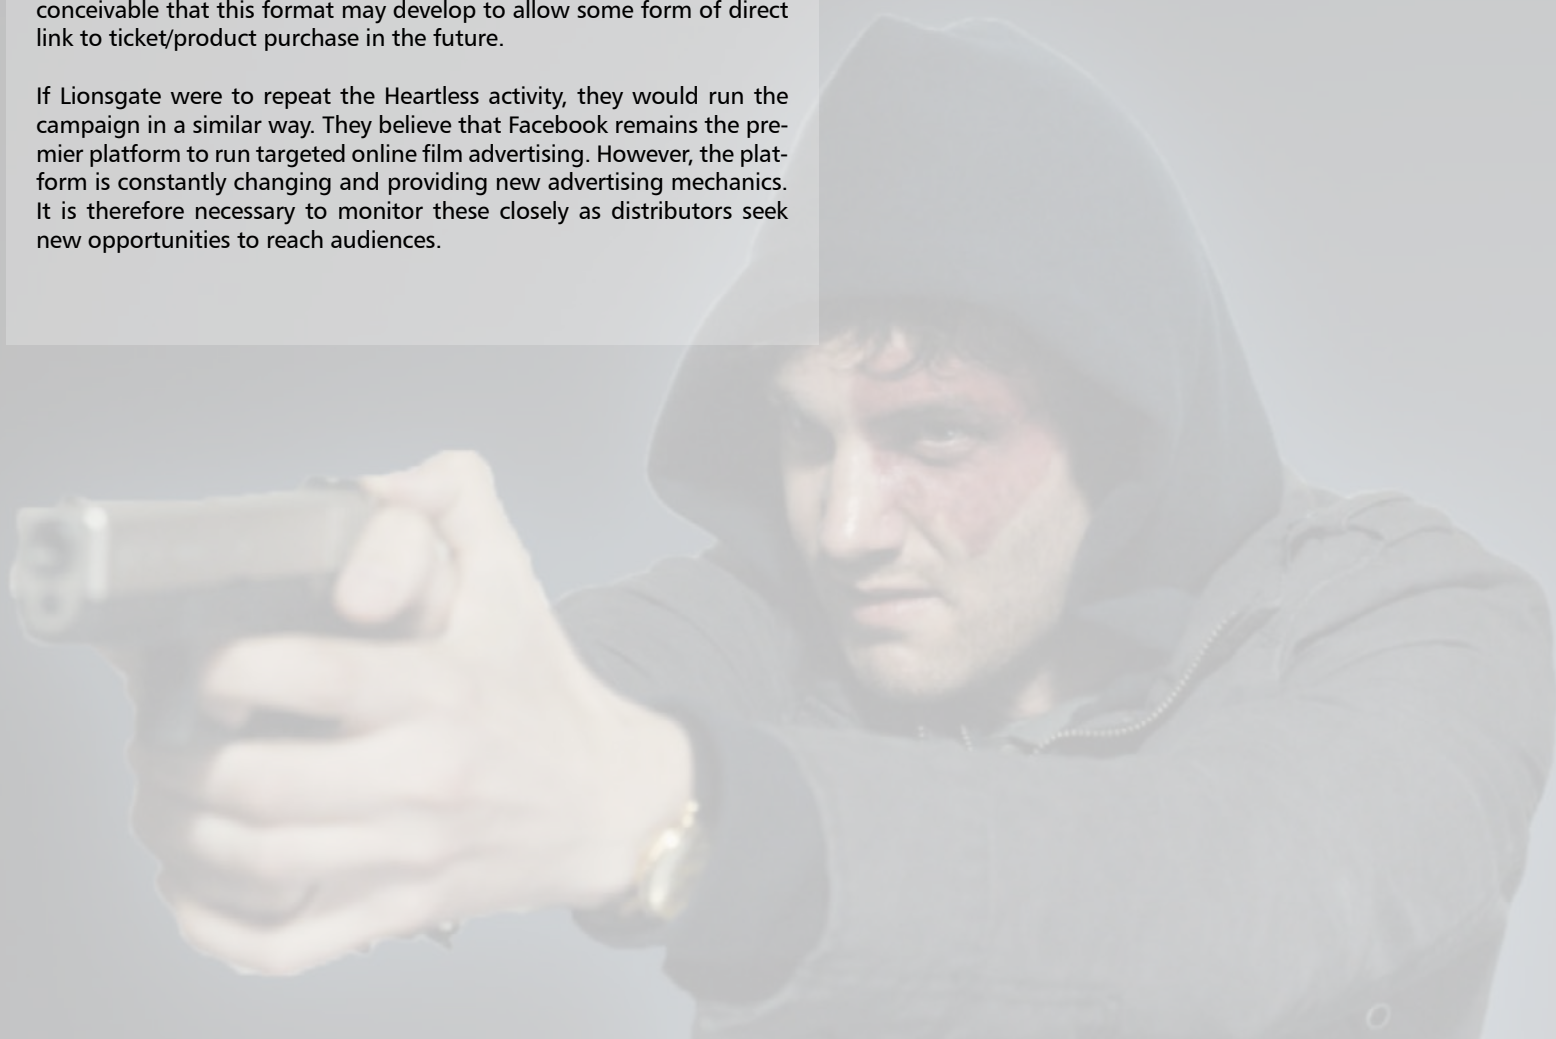 conceivable that this format may develop to allow some form of direct
link to ticket/product purchase in the future.
If Lionsgate were to repeat the Heartless activity, they would run the
campaign in a similar way. They believe that Facebook remains the pre-
mier platform to run targeted online film advertising. However, the plat-
form is constantly changing and providing new advertising mechanics.
It is therefore necessary to monitor these closely as distributors seek
new opportunities to reach audiences.